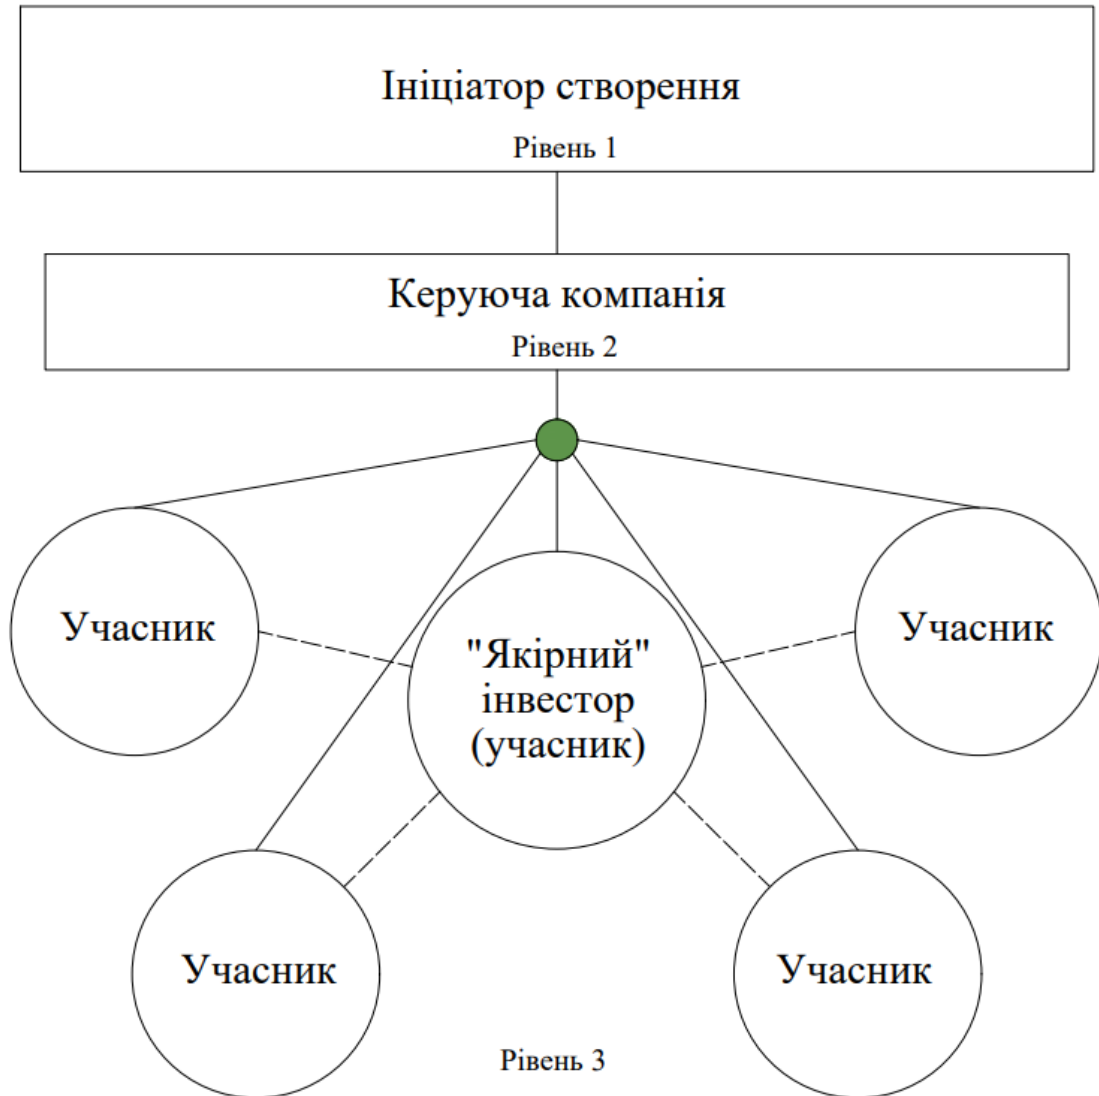 Ініціатор створення
Рівень 1
Керуюча компанія
Рівень 2
Учасник
Учасник
"Якірний"
інвестор
(учасник)
Учасник
Учасник
Рівень 3